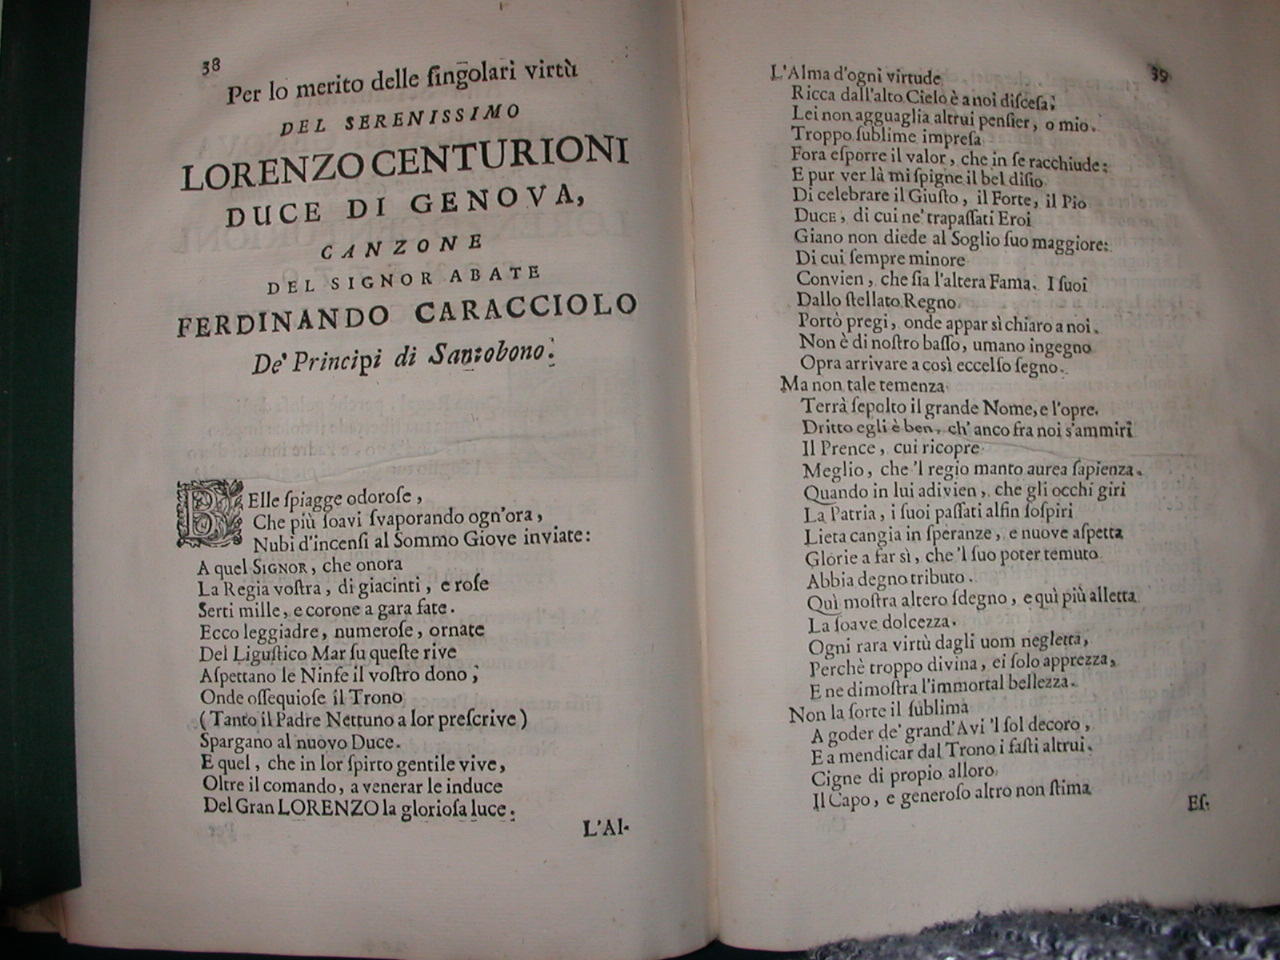 38
Per lo merito delle ſingolari virtù
DEL SERENISSIMO
LORENZO CENTURIONI
DUCE DI GENOVA,
CANZONE
DEL SIGNOR ABATE
FERDINANDO CARACCIOLO
De' Principi di Santobono.
BElle ſpiagge odoroſe,
Che più ſoavi ſvaporando ogn'ora,
Nubi d'incenſi al Sommo Giove inviate:
A quel SIGNOR, che onora
La Regia voſtra, di giacinti, e roſe
Serti mille, e corone a gara fate.
Ecco leggiadre, numeroſe, ornate
Del Liguſtico Mar ſu queſte rive
Aſpettano le Ninfe il voſtro dono;
Onde oſſequioſe il Trono
(Tanto il Padre Nettuno a lor preſcrive)
Spargano al nuovo Duce.
E quel, che in lor ſpirto gentile vive,
Oltre il comando, a venerar le induce
Del Gran LORENZO la glorioſa luce.
L'Al-
39
L'Alma d'ogni virtude
Ricca dall'alto Cielo è a noi diſceſa;
Lei non agguaglia altrui penſier, o mio.
Troppo ſublime impreſa
Fora eſporre il valor, che in ſe racchiude:
E pur ver là mi ſpigne il bel diſio
Di celebrare il Giuſto, il Forte, il Pio
DUCE, di cui ne' trapaſſati Eroi
Giano non diede al Soglio ſuo maggiore:
Di cui ſempre minore
Convien, che ſia l'altera Fama. I ſuoi
Dallo ſtellato Regno
Portò pregi, onde appar sì chiaro a noi.
Non è di noſtro baſſo, umano ingegno
Opra arrivare a così eccelſo ſegno.
Ma non tale temenza
Terrà ſepolto il grande Nome, e l'opre.
Dritto egli è ben, ch' anco fra noi s'ammiri
Il Prence, cui ricopre
Meglio, che 'l regio manto aurea ſapienza.
Quando in lui adivien, che gli occhi giri
La Patria, i ſuoi paſſati alfin ſoſpiri
Lieta cangia in ſperanze, e nuove aſpetta
Glorie a far sì, che 'l ſuo poter temuto
Abbia degno tributo.
Quì moſtra altero ſdegno, e quì più alletta
La ſoave dolcezza.
Ogni rara virtù dagli uom negletta,
Perchè troppo divina, ei ſolo apprezza,
E ne dimoſtra l'immortal bellezza.
Non la ſorte il ſublima
A goder de' grand' Avi 'l ſol decoro,
E a mendicar dal Trono i faſti altrui.
Cigne di propio alloro
Il Capo, e generoſo altro non ſtima
Eſ-